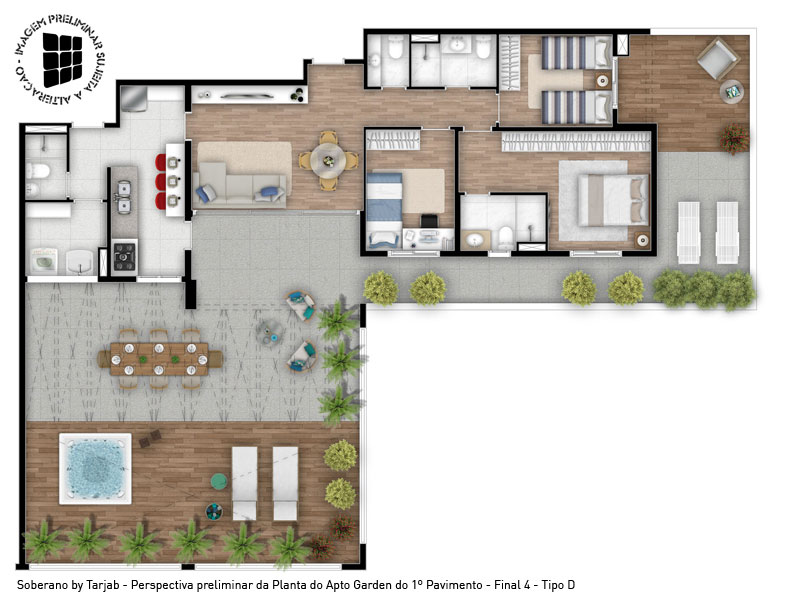 IMAGEM PRELIMINAR SUJEITA A ALTERAÇÃO -
Soberano by Tarjab - Perspectiva preliminar da Planta do Apto Garden do 1º Pavimento - Final 4 - Tipo D